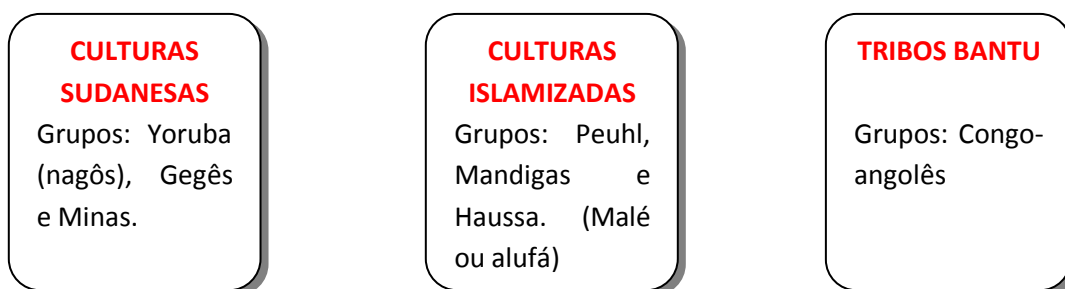 CULTURAS
SUDANESAS
Grupos: Yoruba
(nagôs), Gegês
e Minas.
CULTURAS
ISLAMIZADAS
Grupos: Peuhl,
Mandigas e
Haussa. (Malé
ou alufá)
TRIBOS BANTU
Grupos: Congo-
angolês